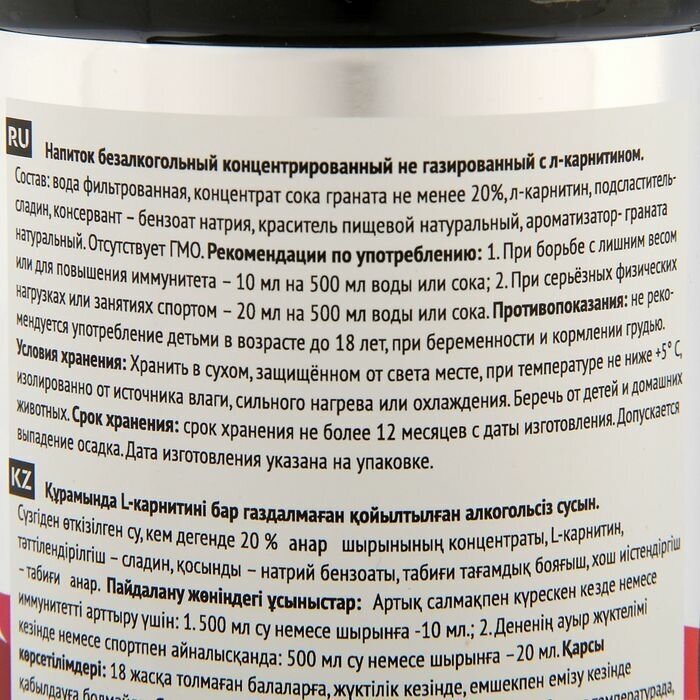 RU
Напиток безалкогольный концентрированный не газированный с л-карнитином.
Состав: вода фильтрованная, концентрат сока граната не менее 20%, л-карнитин, подсластитель-
сладин, консервант – бензоат натрия, краситель пищевой натуральный, ароматизатор- граната
натуральный. Отсутствует ГМО. Рекомендации по употреблению: 1. При борьбе с лишним весом
или для повышения иммунитета – 10 мл на 500 мл воды или сока; 2. При серьёзных физических
нагрузках или занятиях спортом – 20 мл на 500 мл воды или сока. Противопоказания: не реко-
мендуется употребление детьми в возрасте до 18 лет, при беременности и кормлении грудью.
Условия хранения: Хранить в сухом, защищённом от света месте, при температуре не ниже +5° С,
изолированно от источника влаги, сильного нагрева или охлаждения. Беречь от детей и домашних
животных. Срок хранения: срок хранения не более 12 месяцев с даты изготовления. Допускается
выпадение осадка. Дата изготовления указана на упаковке.
KZ
Құрамында L-карнитині бар газдалмаған қойылтылған алкогольсіз сусын.
Сүзгіден өткізілген су, кем дегенде 20 % анар шырынының концентраты, L-карнитин,
тәттілендірілгіш – сладин, қосынды – натрий бензоаты, табиғи тағамдық бояғыш, хош иістендіргіш
– табиғи анар. Пайдалану жөніндегі ұсыныстар: Артық салмақпен күрескен кезде немесе
иммунитетті арттыру үшін: 1. 500 мл су немесе шырынға -10 мл.; 2. Дененің ауыр жүктелімі
кезінде немесе спортпен айналысқанда: 500 мл су немесе шырынға –20 мл. Қарсы
көрсетілімдері: 18 жасқа толмаған балаларға, жүктілік кезінде, емшекпен емізу кезінде
қабылдауға температурада,